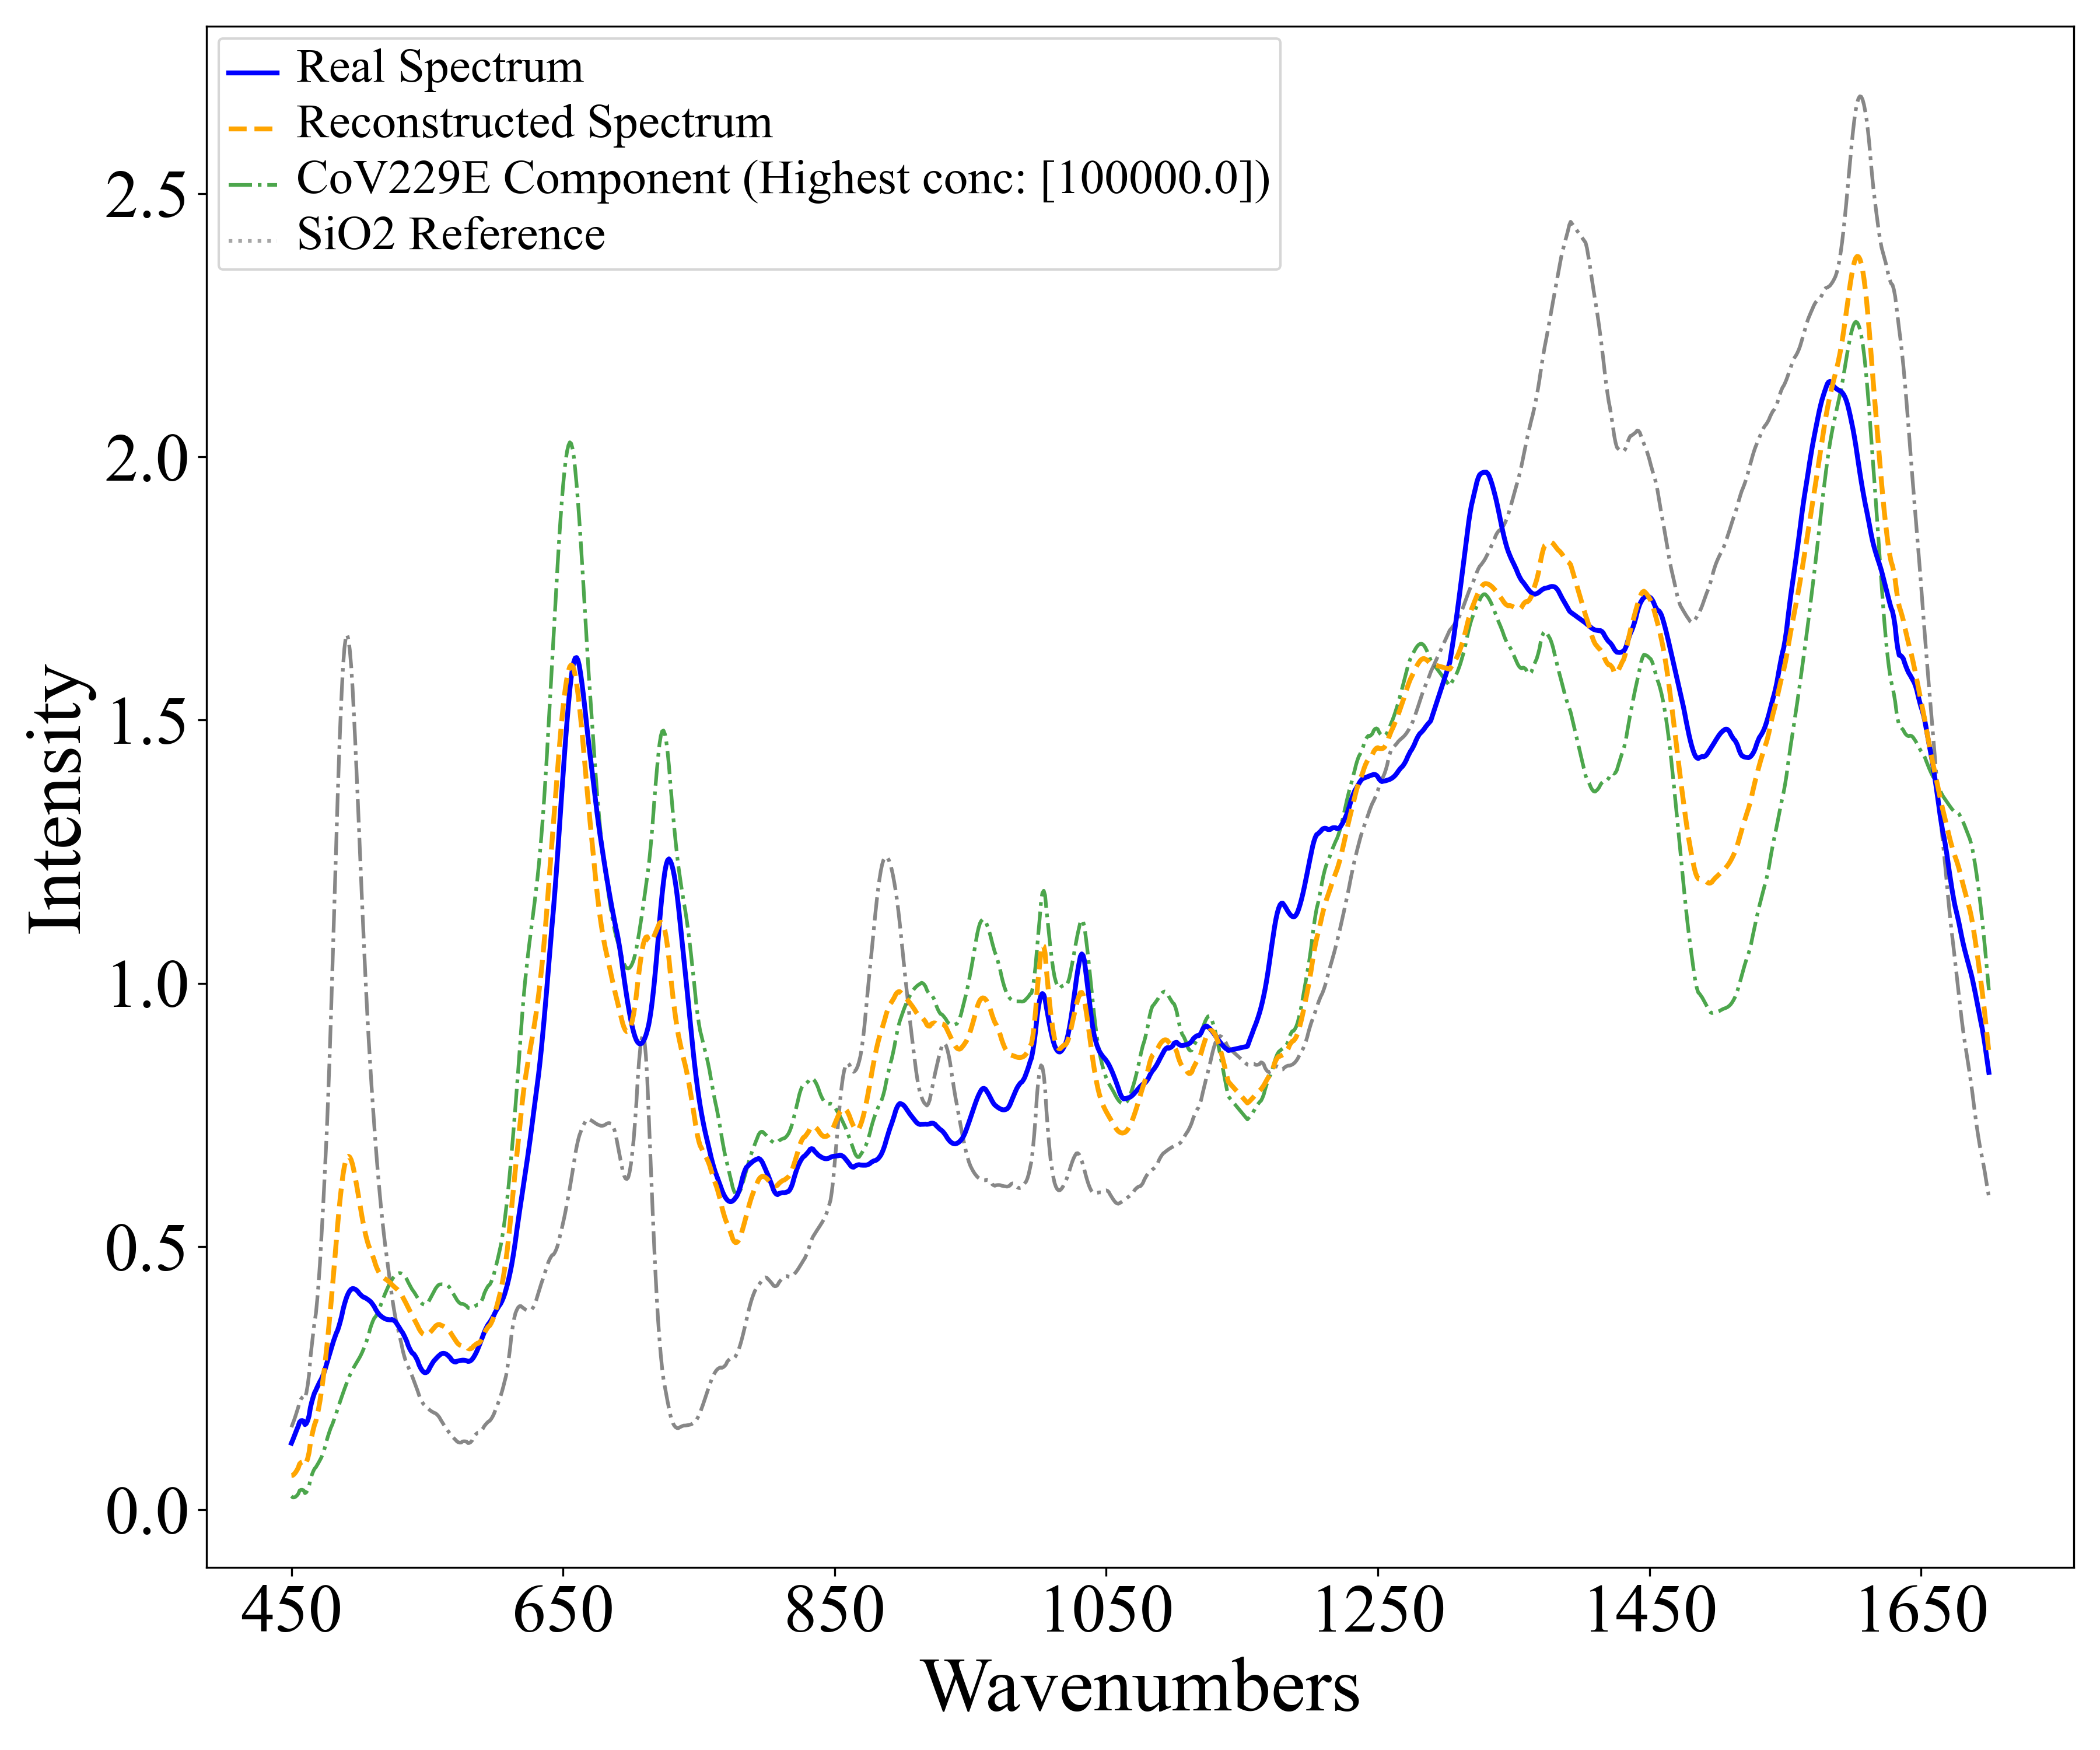 Real Spectrum
Reconstructed Spectrum
CoV229E Component (Highest conc: [100000.0])
SiO2 Reference
Intensity
2.5
2.0
1.5
1.0
0.5
0.0
450 650 850 1050 1250 1450 1650
Wavenumbers